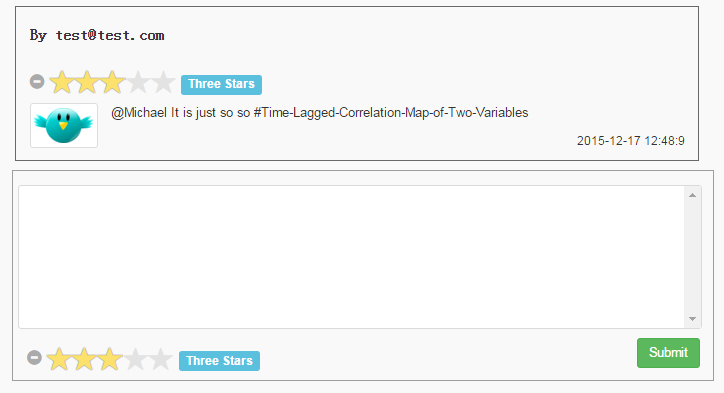 By test@test.com
Three Stars
@Michael It is just so so #Time-Lagged-Correlation-Map-of-Two-Variables
2015-12-17 12:48:9
Three Stars
Submit